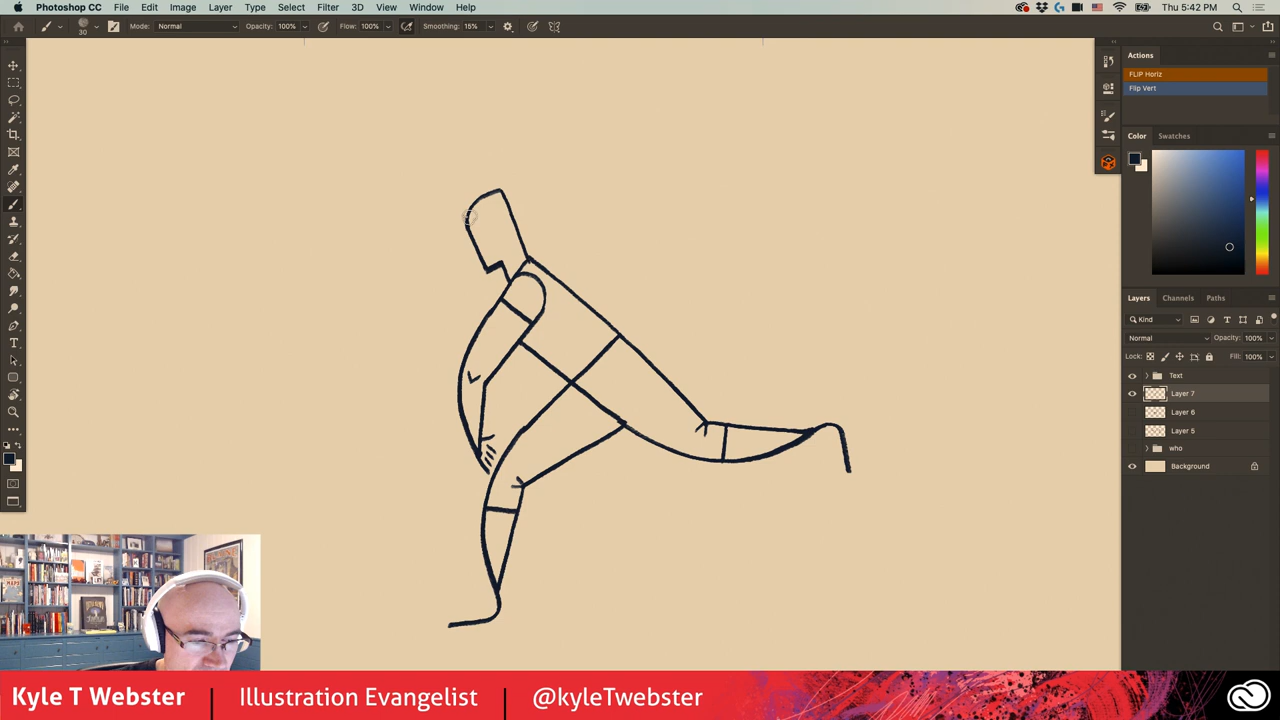 Photoshop CC File Edit Image Layer Type Select Filter 3D View Window Help Thu 5:42 PM
30 Mode: Normal Opacity: 100% Flow: 100% Smoothing: 15%
Actions
FLIP Horiz
Flip Vert
Color Swatches
Layers Channels Paths
Kind
Normal Opacity: 100%
Lock: Fill: 100%
Text
Layer 7
Layer 6
Layer 5
who
Background
Kyle T Webster | Illustration Evangelist | @kyleTwebster